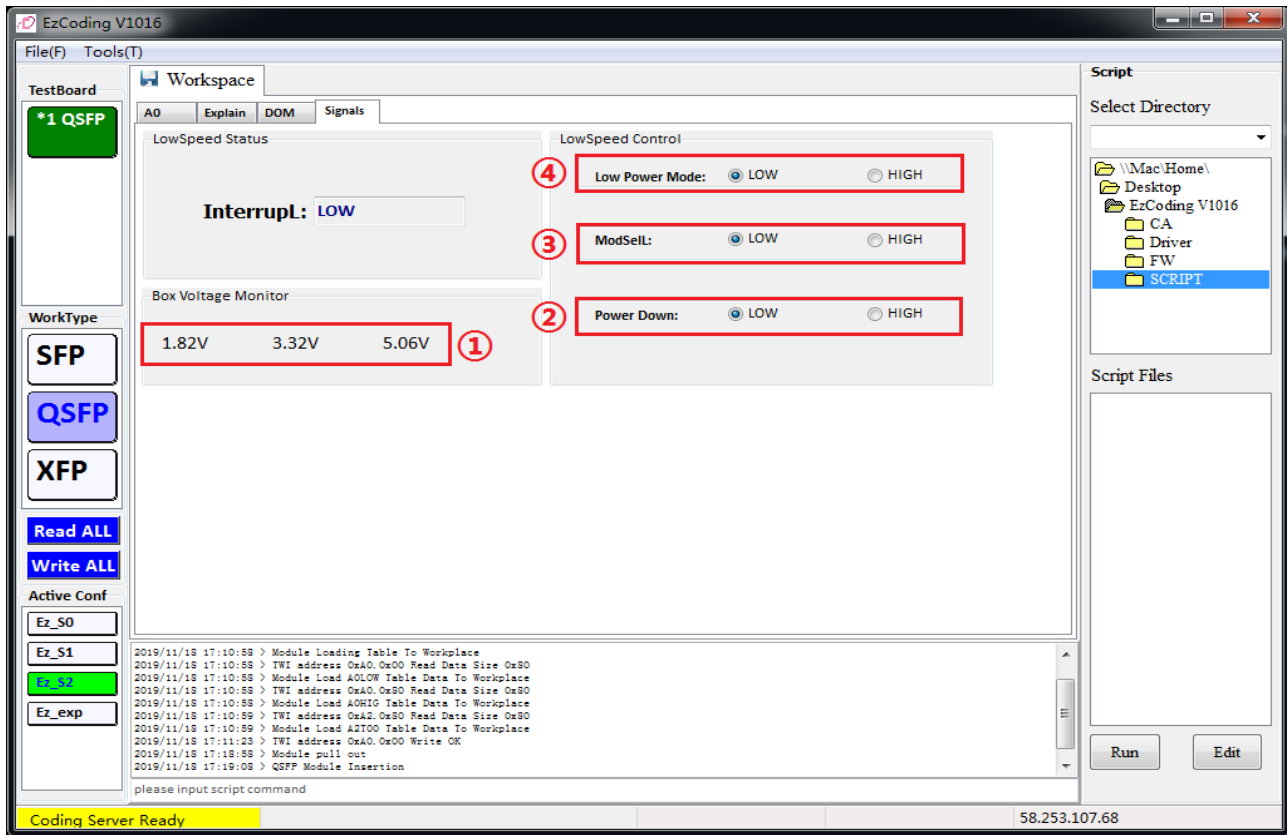 EzCoding V1016
File(F) Tools(T)
TestBoard
*1 QSFP
WorkType
SFP
QSFP
XFP
Read ALL
Write ALL
Active Conf
Ez_S0
Ez_S1
Ez_S2
Ez_exp
Workspace
A0 Explain DOM Signals
LowSpeed Status
InterrupL: LOW
Box Voltage Monitor
1.82V 3.32V 5.06V ①
LowSpeed Control
④ Low Power Mode: LOW HIGH
③ ModSelL: LOW HIGH
② Power Down: LOW HIGH
2019/11/18 17:10:58 > Module Loading Table To Workplace
2019/11/18 17:10:58 > TWI address 0xA0.0x00 Read Data Size 0x80
2019/11/18 17:10:58 > Module Load A0LOW Table Data To Workplace
2019/11/18 17:10:58 > TWI address 0xA0.0x80 Read Data Size 0x80
2019/11/18 17:10:58 > Module Load A0HIG Table Data To Workplace
2019/11/18 17:10:59 > TWI address 0xA2.0x80 Read Data Size 0x80
2019/11/18 17:10:59 > Module Load A2T00 Table Data To Workplace
2019/11/18 17:11:23 > TWI address 0xA0.0x00 Write OK
2019/11/18 17:18:58 > Module pull out
2019/11/18 17:19:08 > QSFP Module Insertion
please input script command
Script
Select Directory
\\Mac\Home\
Desktop
EzCoding V1016
CA
Driver
FW
SCRIPT
Script Files
Run Edit
Coding Server Ready 58.253.107.68